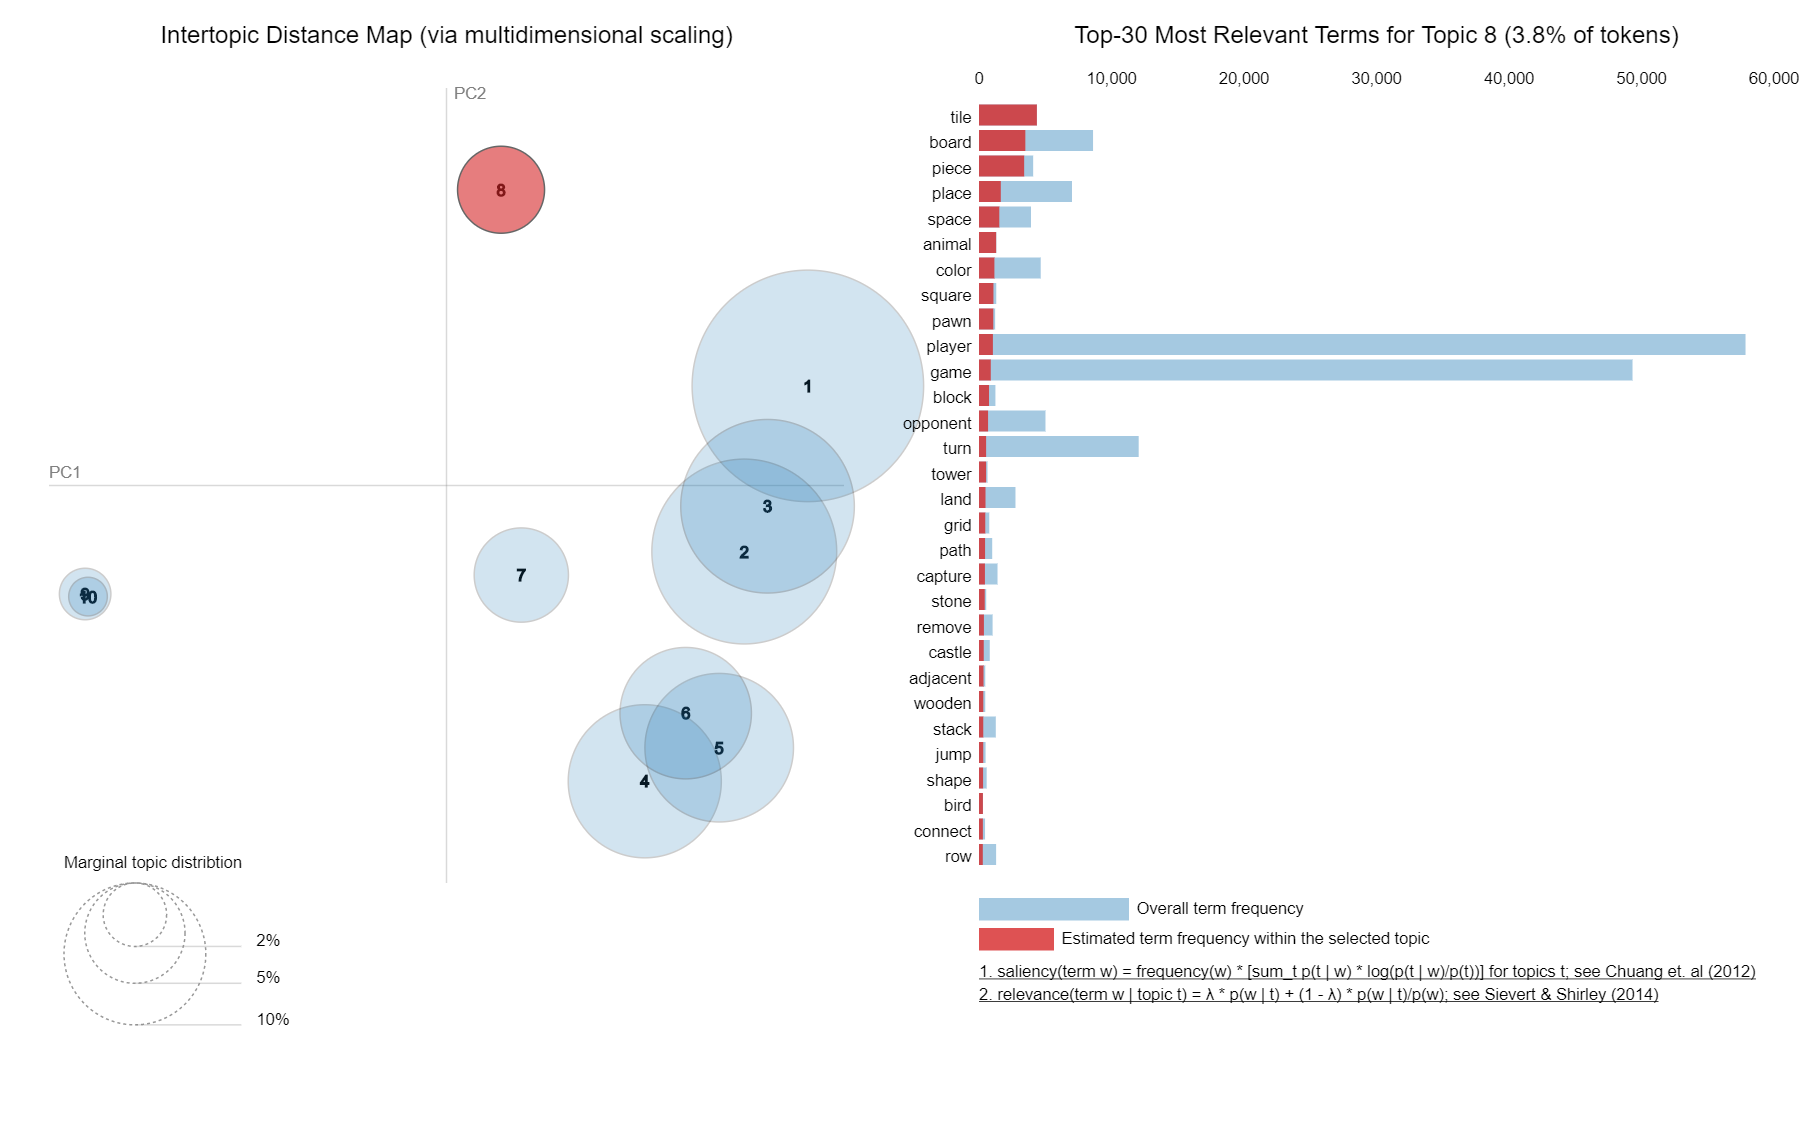 Intertopic Distance Map (via multidimensional scaling)
PC2
PC1
8
1
3
2
7
9
10
6
5
4
Marginal topic distribtion
2%
5%
10%
Top-30 Most Relevant Terms for Topic 8 (3.8% of tokens)
0 10,000 20,000 30,000 40,000 50,000 60,000
tile
board
piece
place
space
animal
color
square
pawn
player
game
block
opponent
turn
tower
land
grid
path
capture
stone
remove
castle
adjacent
wooden
stack
jump
shape
bird
connect
row
Overall term frequency
Estimated term frequency within the selected topic
1. saliency(term w) = frequency(w) * [sum_t p(t | w) * log(p(t | w)/p(t))] for topics t; see Chuang et. al (2012)
2. relevance(term w | topic t) = λ * p(w | t) + (1 - λ) * p(w | t)/p(w); see Sievert & Shirley (2014)